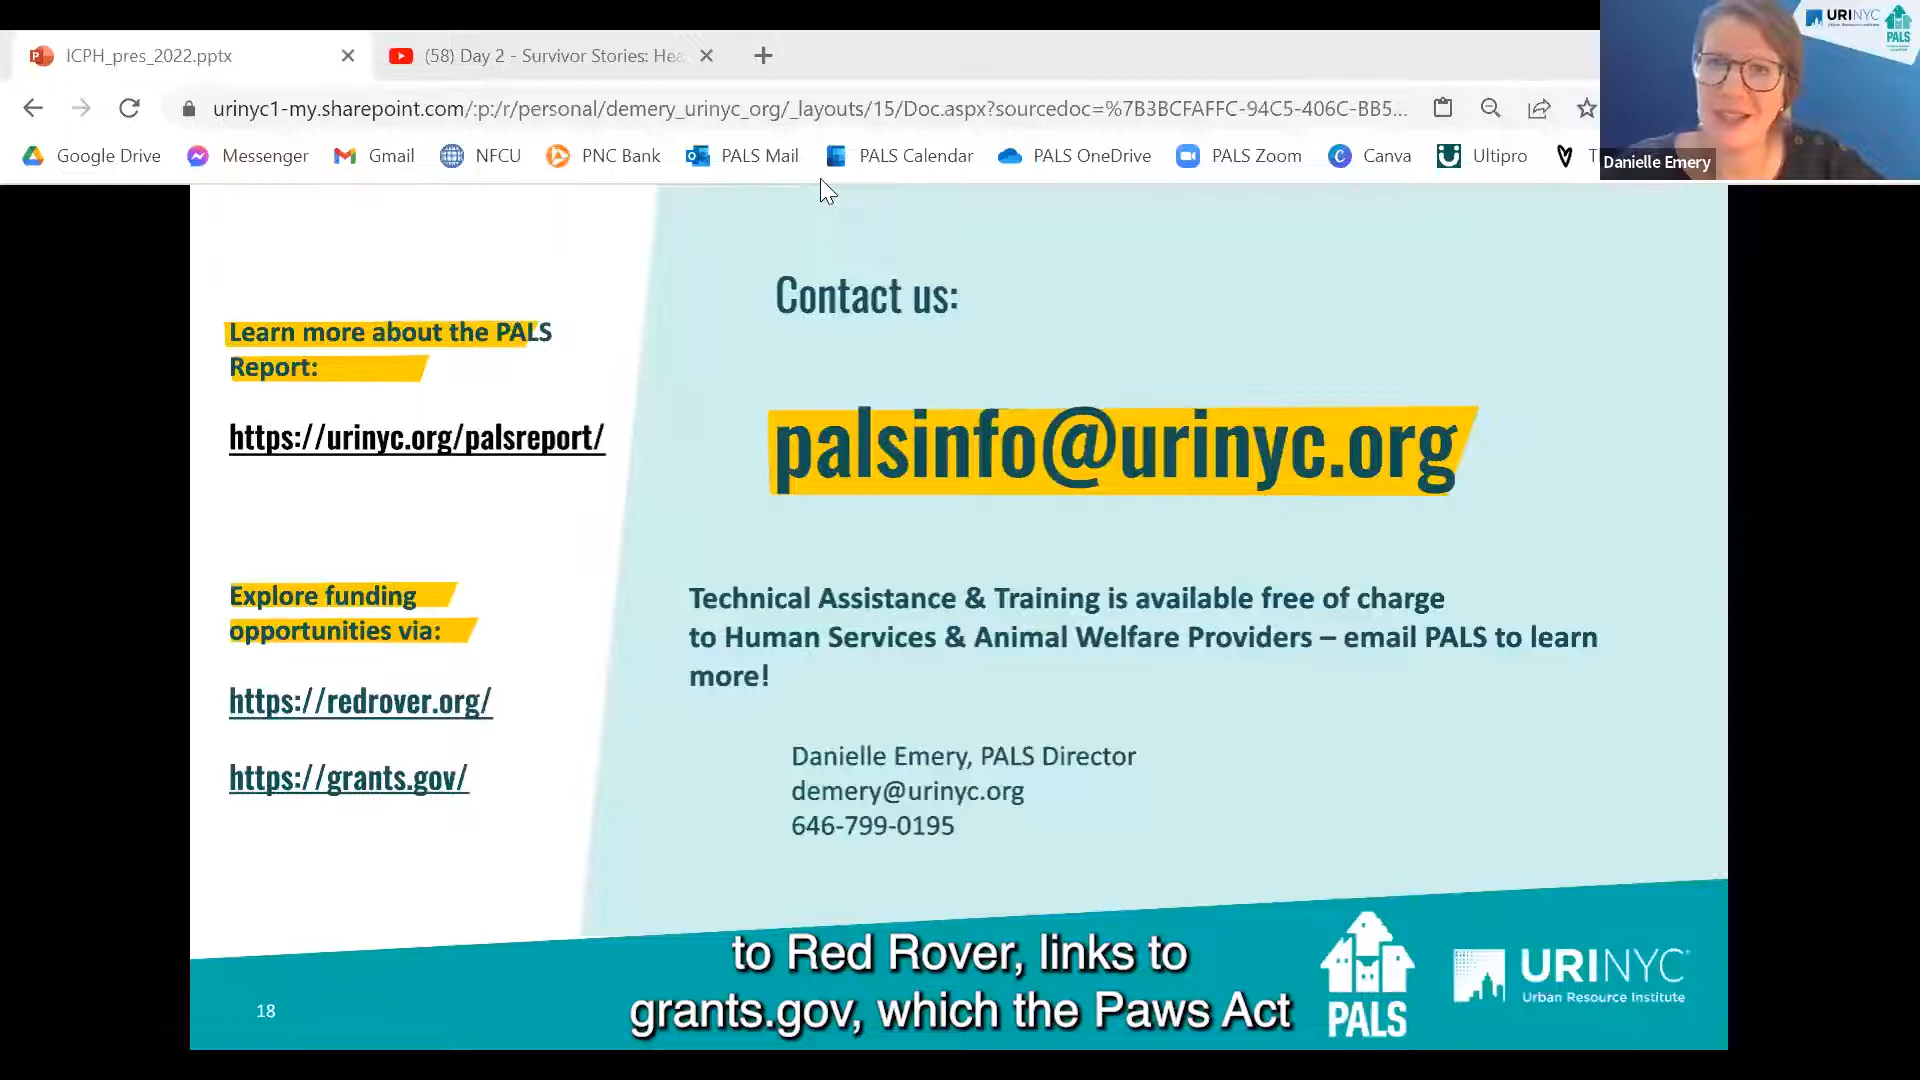 ICPH_pres_2022.pptx
(58) Day 2 - Survivor Stories: Hea
urinyc1-my.sharepoint.com/:p:/r/personal/demery_urinyc_org/_layouts/15/Doc.aspx?sourcedoc=%7B3BCFAFFC-94C5-406C-BB5...
Google Drive
Messenger
Gmail
NFCU
PNC Bank
PALS Mail
PALS Calendar
PALS OneDrive
PALS Zoom
Canva
Ultipro
URINYC
PALS
Danielle Emery
Learn more about the PALS
Report:
https://urinyc.org/palsreport/
Explore funding
opportunities via:
https://redrover.org/
https://grants.gov/
Contact us:
palsinfo@urinyc.org
Technical Assistance & Training is available free of charge
to Human Services & Animal Welfare Providers – email PALS to learn
more!
Danielle Emery, PALS Director
demery@urinyc.org
646-799-0195
to Red Rover, links to
grants.gov, which the Paws Act
18
PALS
URINYC
Urban Resource Institute